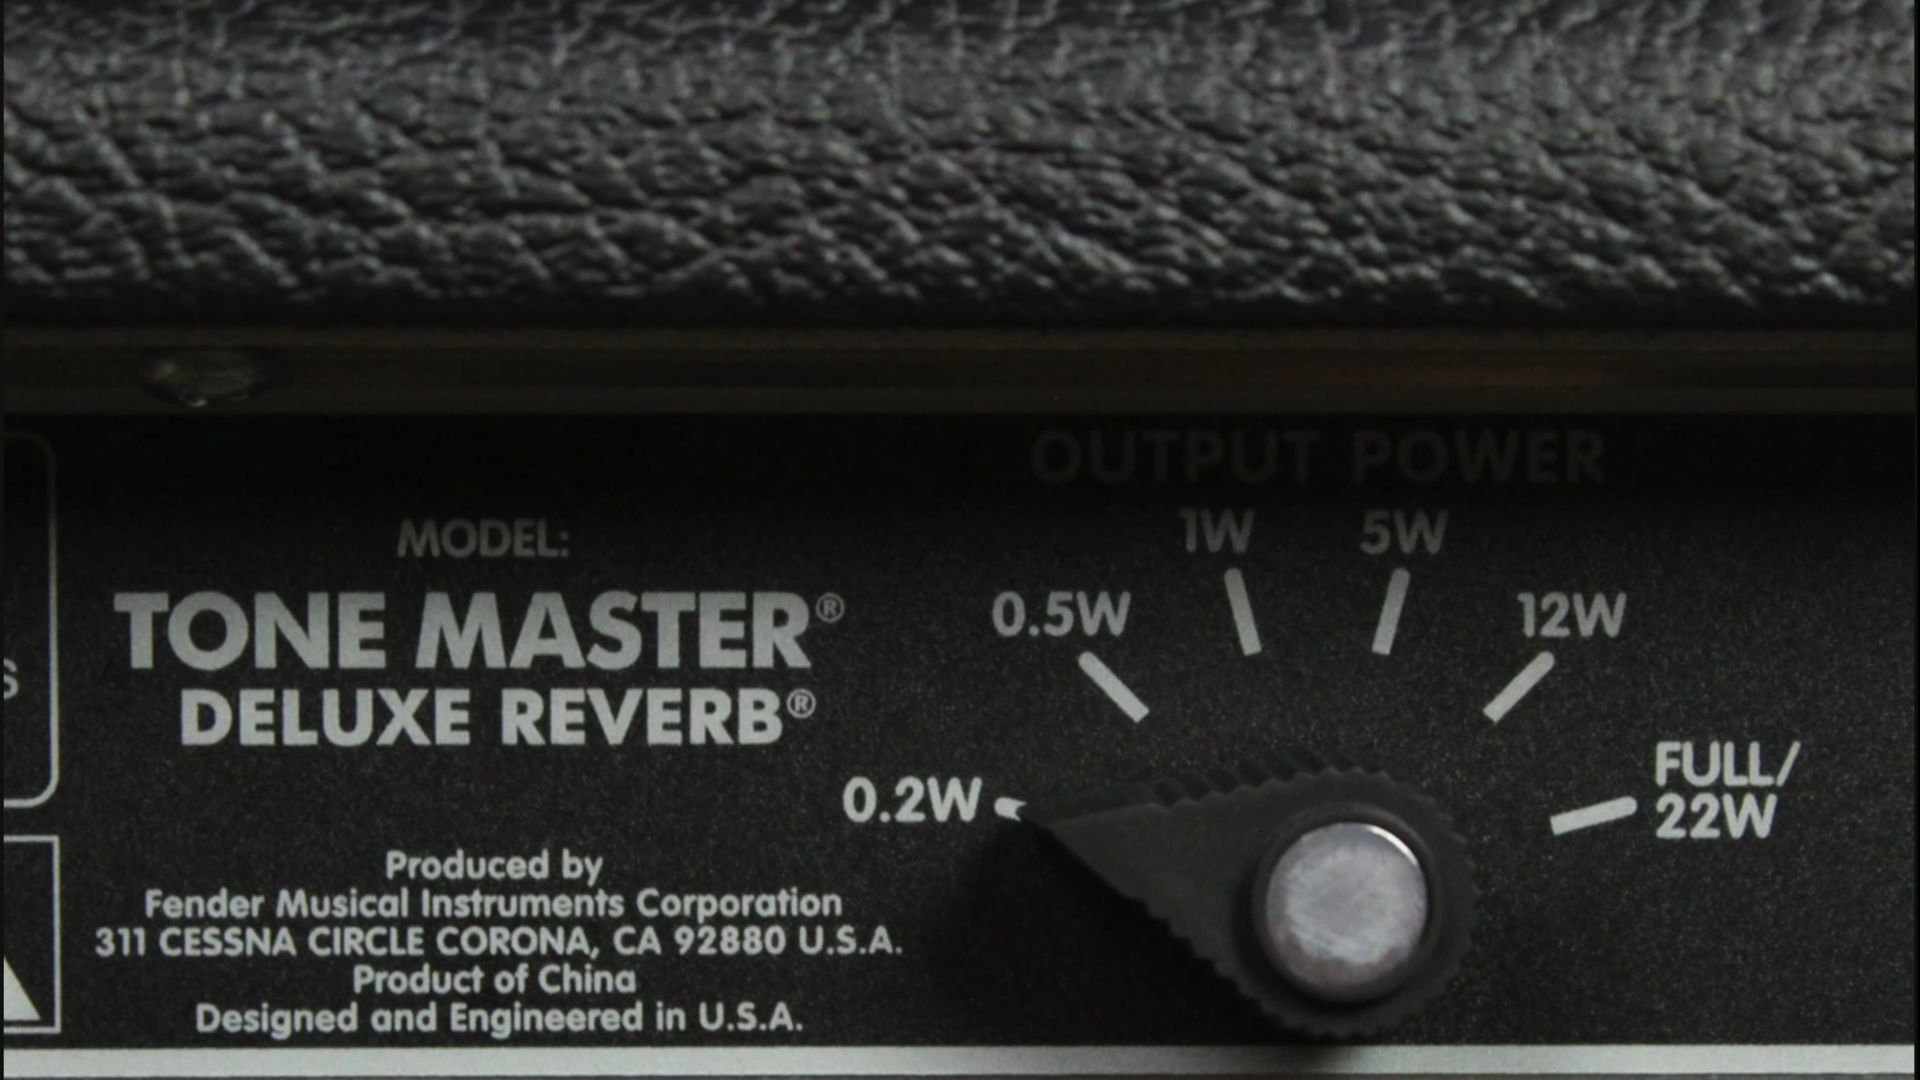 OUTPUT POWER
MODEL:
TONE MASTER®
DELUXE REVERB®
0.2W
0.5W
1W
5W
12W
FULL/
22W
Produced by
Fender Musical Instruments Corporation
311 CESSNA CIRCLE CORONA, CA 92880 U.S.A.
Product of China
Designed and Engineered in U.S.A.